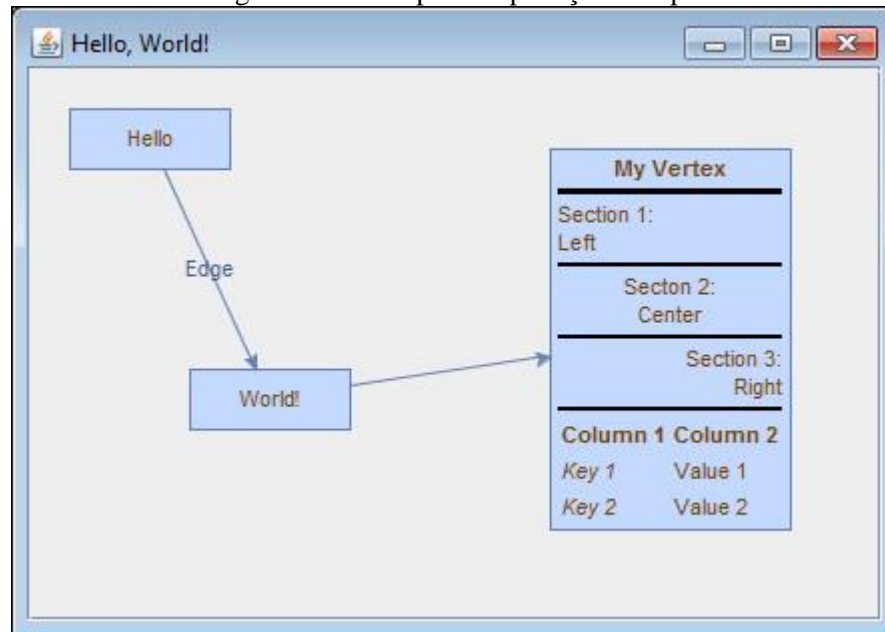 Hello, World!
Hello
Edge
World!
My Vertex
Section 1:
Left
Secton 2:
Center
Section 3:
Right
Column 1 Column 2
Key 1 Value 1
Key 2 Value 2